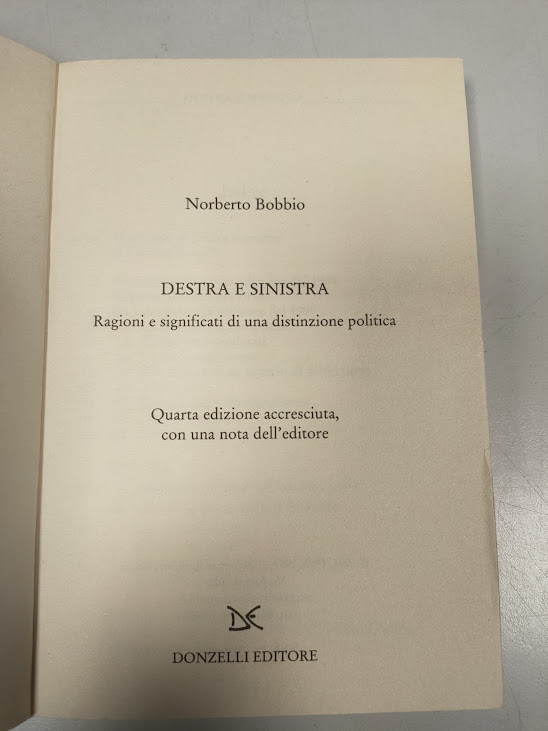 Norberto Bobbio
DESTRA E SINISTRA
Ragioni e significati di una distinzione politica
Quarta edizione accresciuta,
con una nota dell'editore
DE
DONZELLI EDITORE